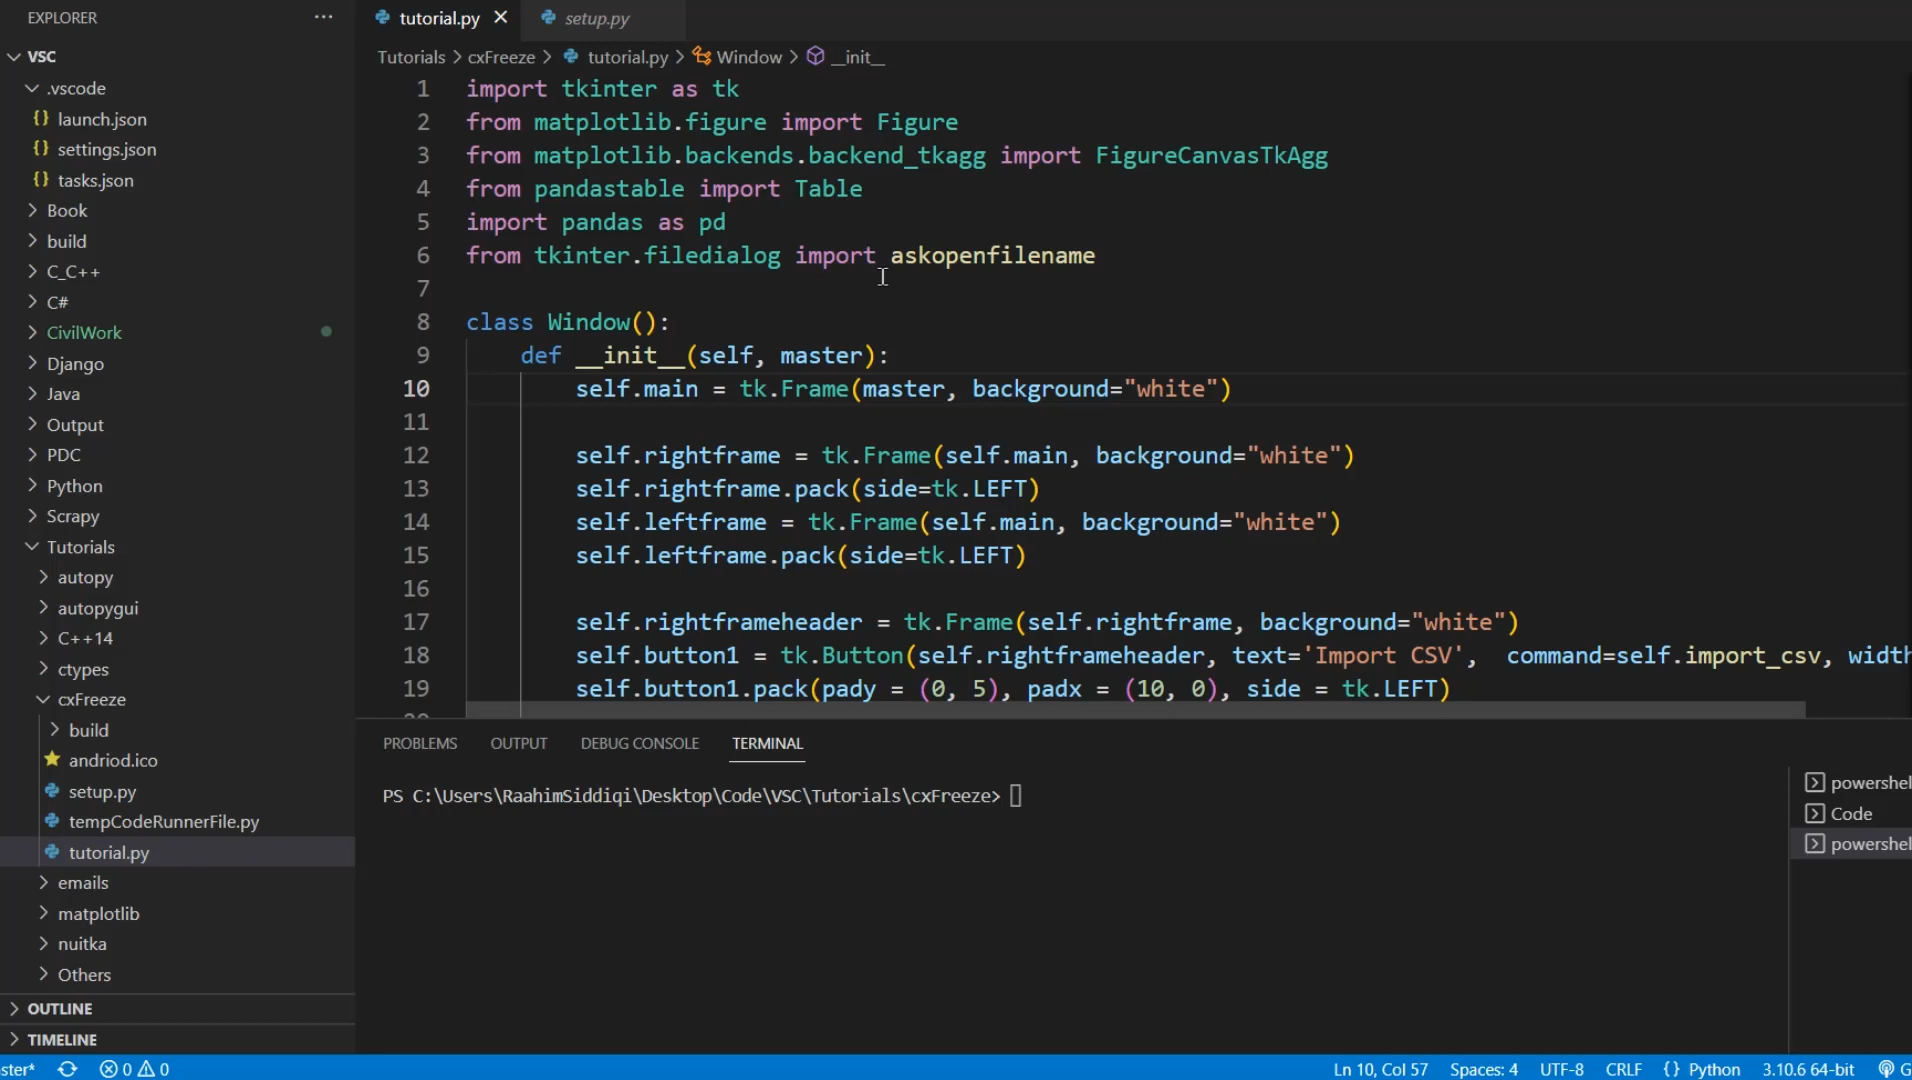 EXPLORER
VSC
.vscode
{} launch.json
{} settings.json
{} tasks.json
Book
build
C_C++
C#
CivilWork
Django
Java
Output
PDC
Python
Scrapy
Tutorials
autopy
autopygui
C++14
ctypes
cxFreeze
build
andriod.ico
setup.py
tempCodeRunnerFile.py
tutorial.py
emails
matplotlib
nuitka
Others
OUTLINE
TIMELINE
tutorial.py setup.py
Tutorials > cxFreeze > tutorial.py > Window > __init__
1 import tkinter as tk
2 from matplotlib.figure import Figure
3 from matplotlib.backends.backend_tkagg import FigureCanvasTkAgg
4 from pandastable import Table
5 import pandas as pd
6 from tkinter.filedialog import askopenfilename
7
8 class Window():
9 def __init__(self, master):
10 self.main = tk.Frame(master, background="white")
11
12 self.rightframe = tk.Frame(self.main, background="white")
13 self.rightframe.pack(side=tk.LEFT)
14 self.leftframe = tk.Frame(self.main, background="white")
15 self.leftframe.pack(side=tk.LEFT)
16
17 self.rightframeheader = tk.Frame(self.rightframe, background="white")
18 self.button1 = tk.Button(self.rightframeheader, text='Import CSV', command=self.import_csv, width
19 self.button1.pack(pady = (0, 5), padx = (10, 0), side = tk.LEFT)
PROBLEMS OUTPUT DEBUG CONSOLE TERMINAL
PS C:\Users\RaahimSiddiqi\Desktop\Code\VSC\Tutorials\cxFreeze>
powershel
Code
powershel
ster* 0 0 Ln 10, Col 57 Spaces: 4 UTF-8 CRLF {} Python 3.10.6 64-bit G